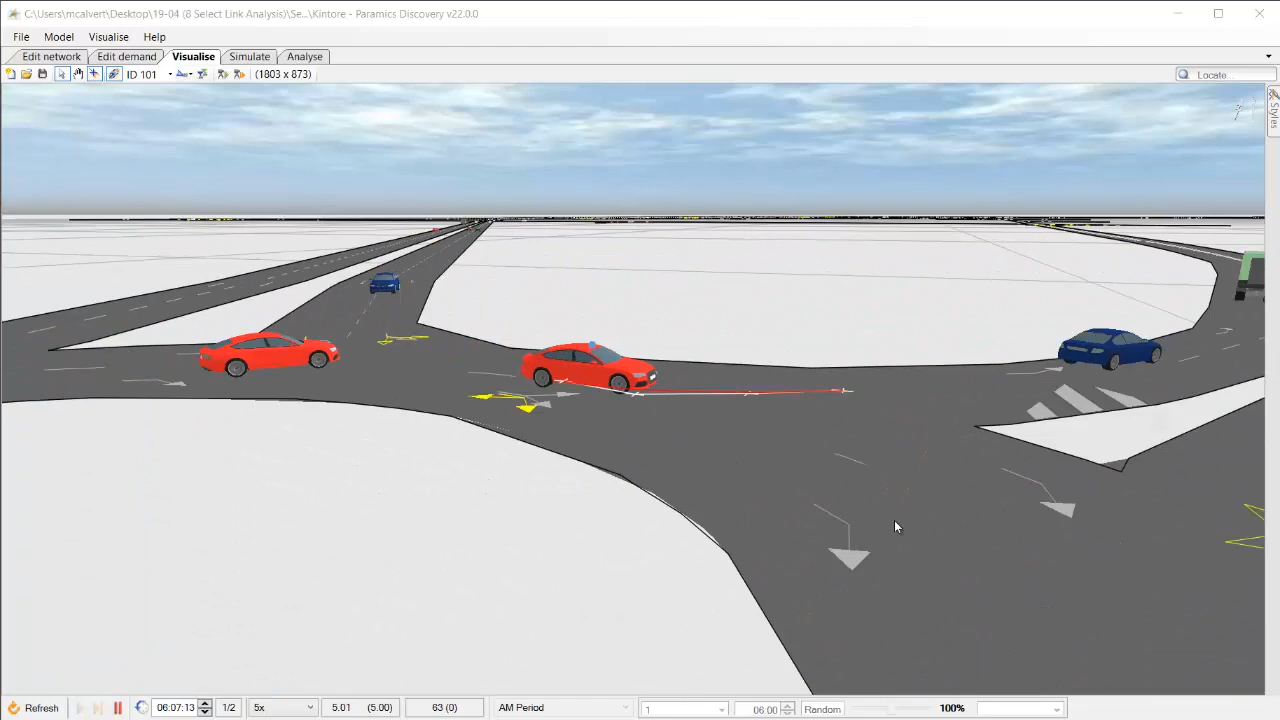 C:\Users\mcalvert\Desktop\19-04 (8 Select Link Analysis)\Se...\Kintore - Paramics Discovery v22.0.0
File Model Visualise Help
Edit network Edit demand Visualise Simulate Analyse
ID 101 (1803 x 873) Locate...
Styles
Refresh 06:07:13 1/2 5x 5.01 (5.00) 63 (0) AM Period 1 06:00 Random 100%